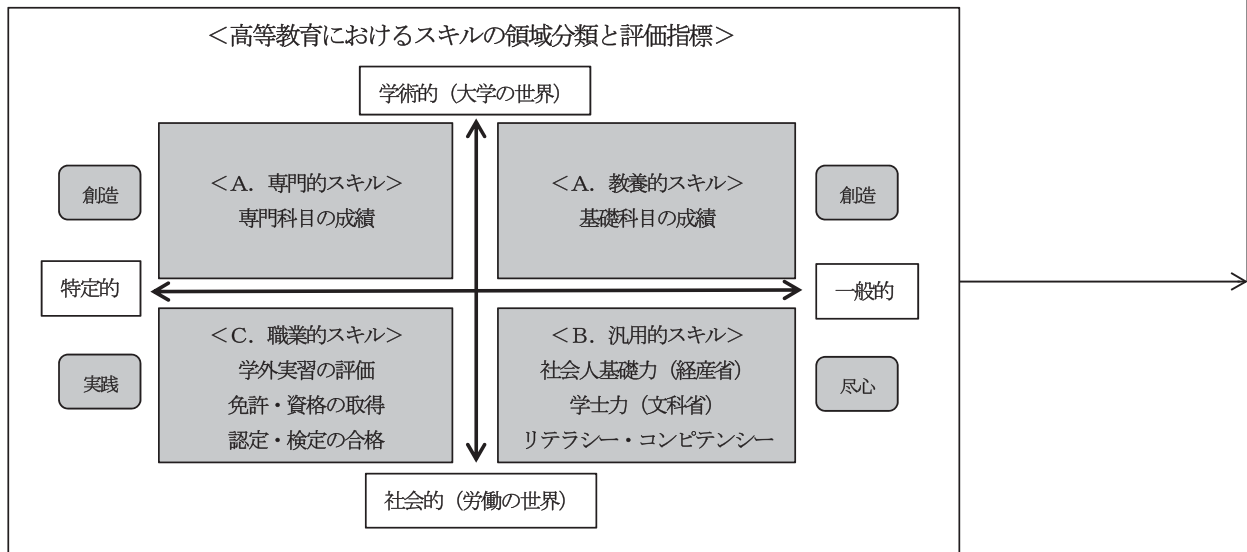 ＜高等教育におけるスキルの領域分類と評価指標＞
学術的（大学の世界）
創造
＜A．専門的スキル＞
専門科目の成績
＜A．教養的スキル＞
基礎科目の成績
創造
特定的
一般的
実践
＜C．職業的スキル＞
学外実習の評価
免許・資格の取得
認定・検定の合格
＜B．汎用的スキル＞
社会人基礎力（経産省）
学士力（文科省）
リテラシー・コンピテンシー
尽心
社会的（労働の世界）